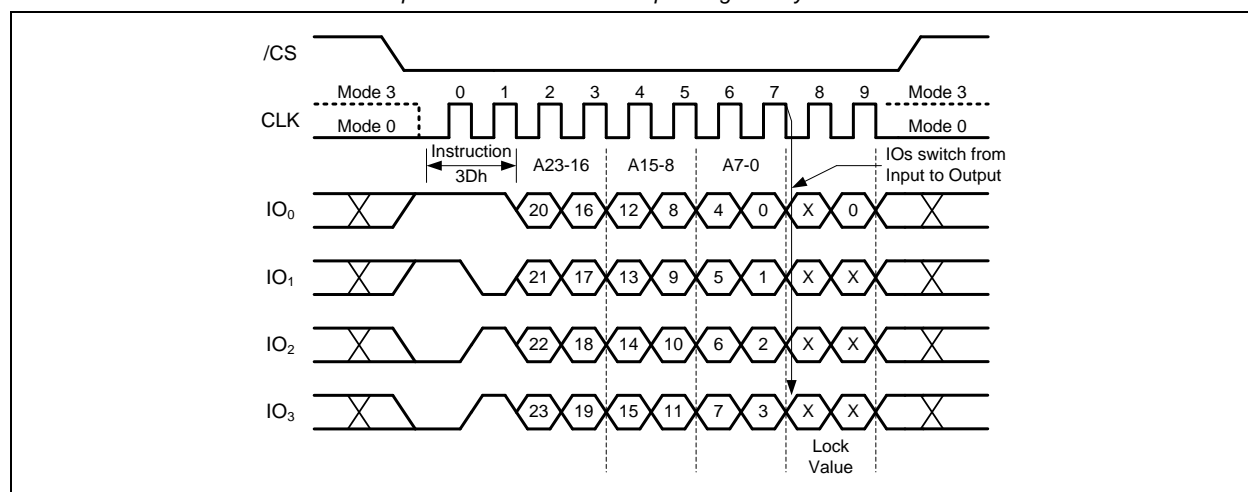 /CS
Mode 3 0 1 2 3 4 5 6 7 8 9 Mode 3
CLK
Mode 0 Mode 0
Instruction A23-16 A15-8 A7-0 IOs switch from
3Dh Input to Output
IO0 20 16 12 8 4 0 X 0
IO1 21 17 13 9 5 1 X X
IO2 22 18 14 10 6 2 X X
IO3 23 19 15 11 7 3 X X
Lock
Value